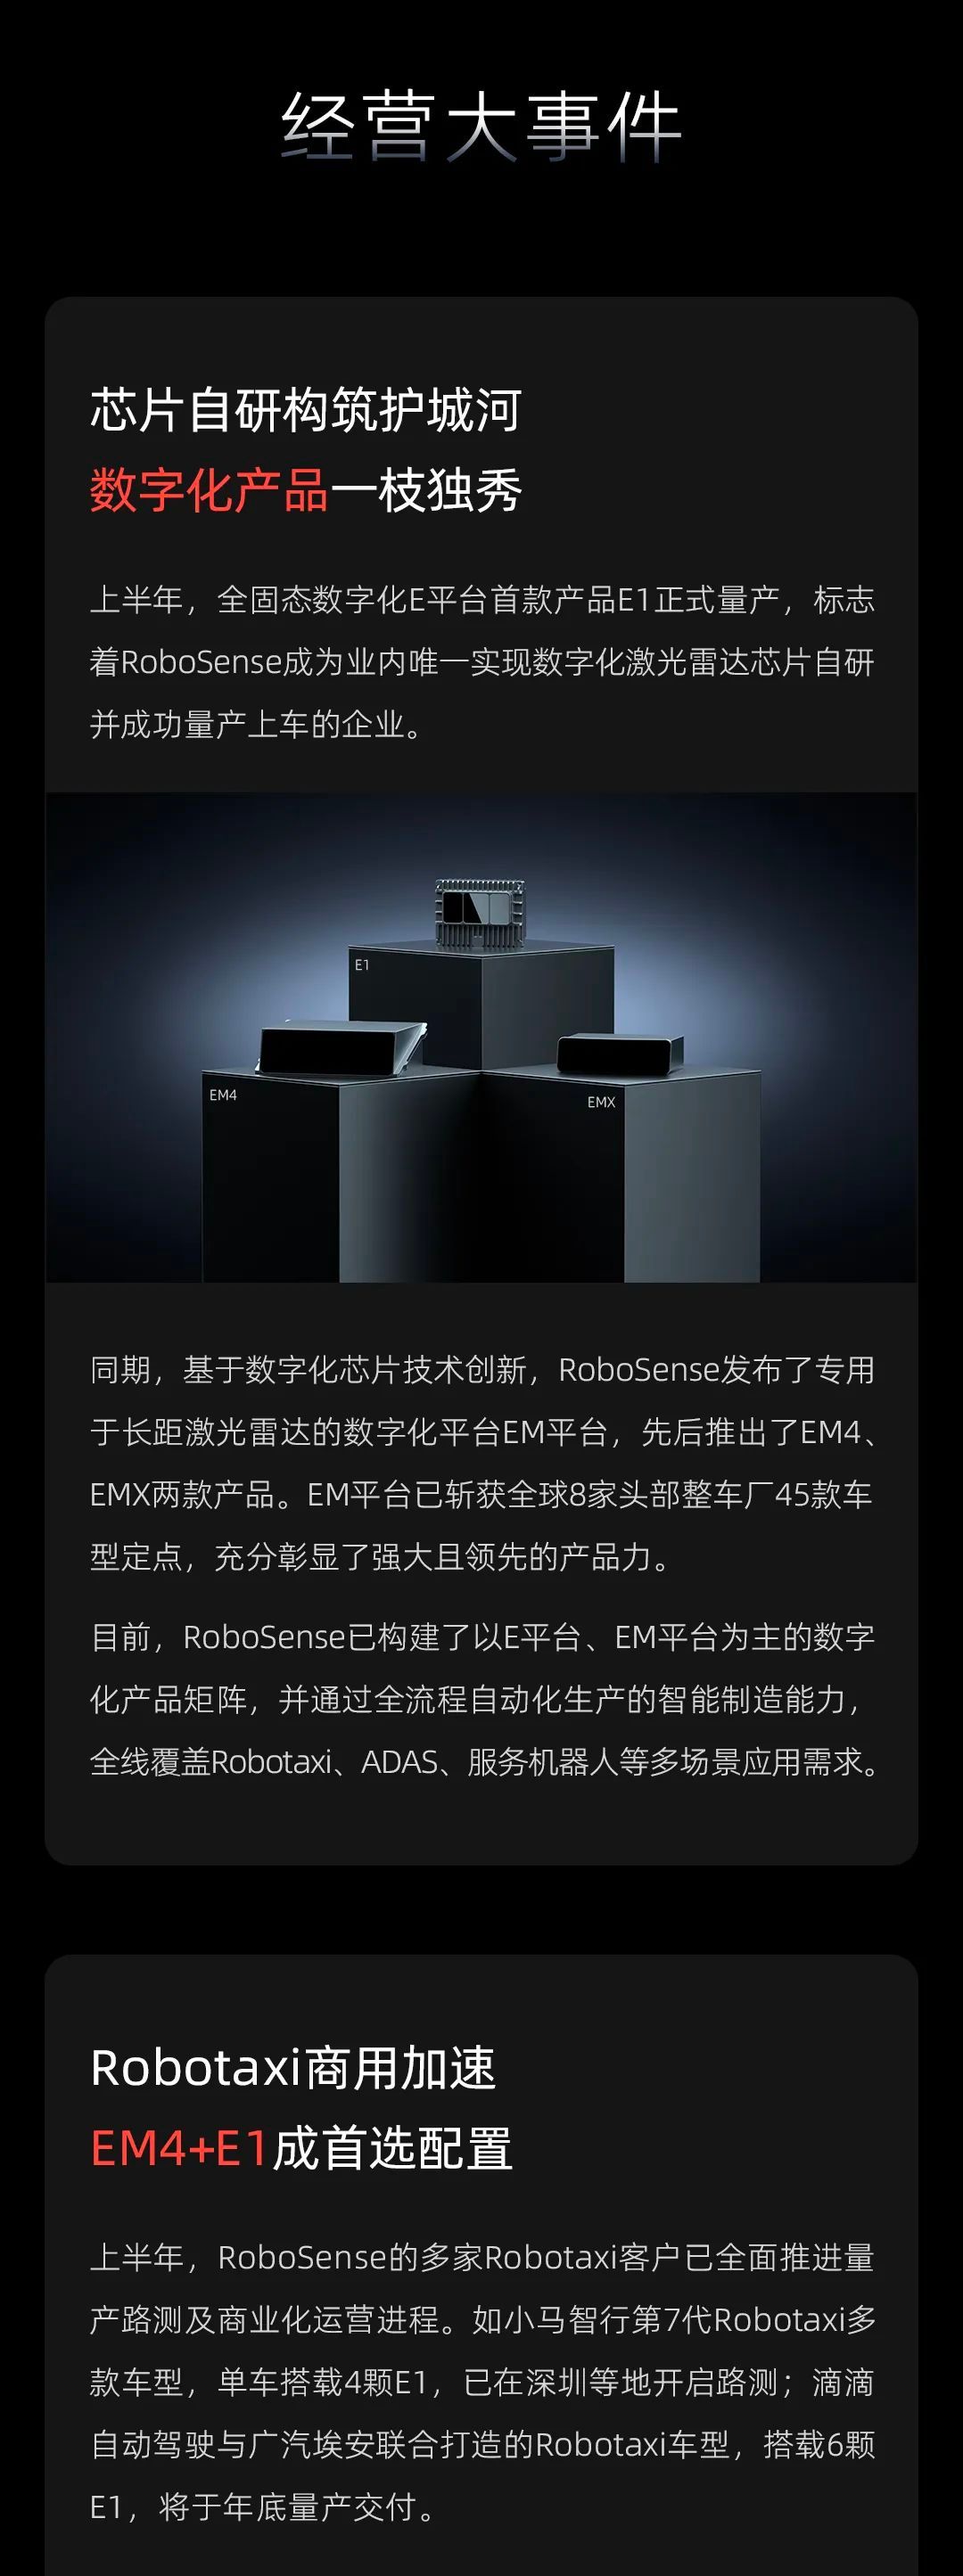 经营大事件
芯片自研构筑护城河
数字化产品一枝独秀
上半年，全固态数字化E平台首款产品E1正式量产，标志
着RoboSense成为业内唯一实现数字化激光雷达芯片自研
并成功量产上车的企业。
E1
EM4
EMX
同期，基于数字化芯片技术创新，RoboSense发布了专用
于长距激光雷达的数字化平台EM平台，先后推出了EM4、
EMX两款产品。EM平台已斩获全球8家头部整车厂45款车
型定点，充分彰显了强大且领先的产品力。
目前，RoboSense已构建了以E平台、EM平台为主的数字
化产品矩阵，并通过全流程自动化生产的智能制造能力，
全线覆盖Robotaxi、ADAS、服务机器人等多场景应用需求。
Robotaxi商用加速
EM4+E1成首选配置
上半年，RoboSense的多家Robotaxi客户已全面推进量
产路测及商业化运营进程。如小马智行第7代Robotaxi多
款车型，单车搭载4颗E1，已在深圳等地开启路测；滴滴
自动驾驶与广汽埃安联合打造的Robotaxi车型，搭载6颗
E1，将于年底量产交付。